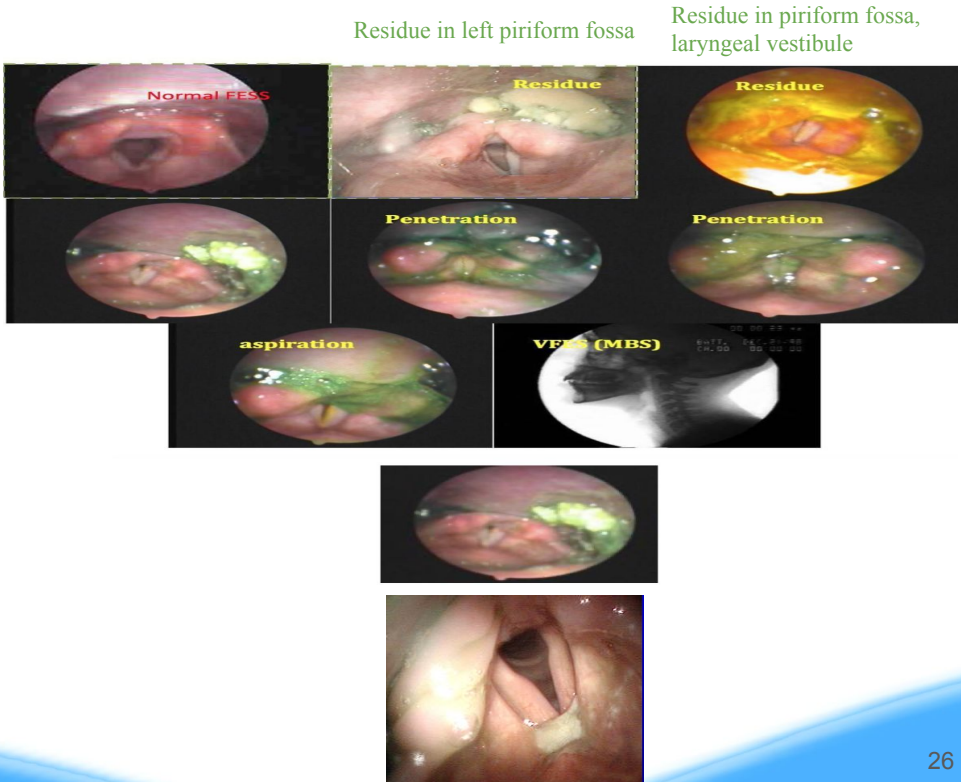 Residue in left piriform fossa
Residue in piriform fossa,
laryngeal vestibule
Normal FESS
Residue
Residue
Penetration
Penetration
aspiration
VFES (MBS)
26